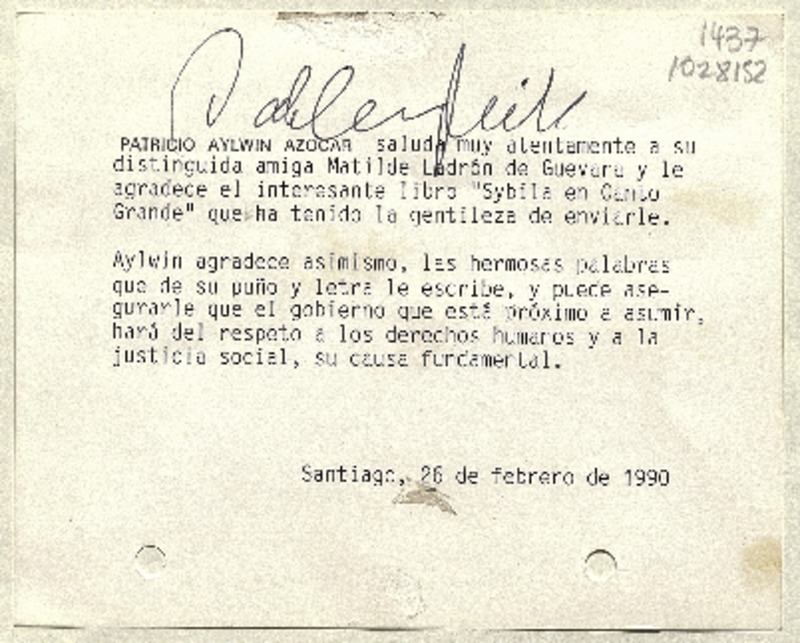 1437
1028152
PATRICIO AYLWIN AZOCAR saluda muy atentamente a su
distinguida amiga Matilde Ladrón de Guevara y le
agradece el interesante libro "Sybila en Canto
Grande" que ha tenido la gentileza de enviarle.
Aylwin agradece asimismo, las hermosas palabras
que de su puño y letra le escribe, y puede ase-
gurarle que el gobierno que está próximo a asumir,
hará del respeto a los derechos humanos y a la
justicia social, su causa fundamental.
Santiago, 26 de febrero de 1990